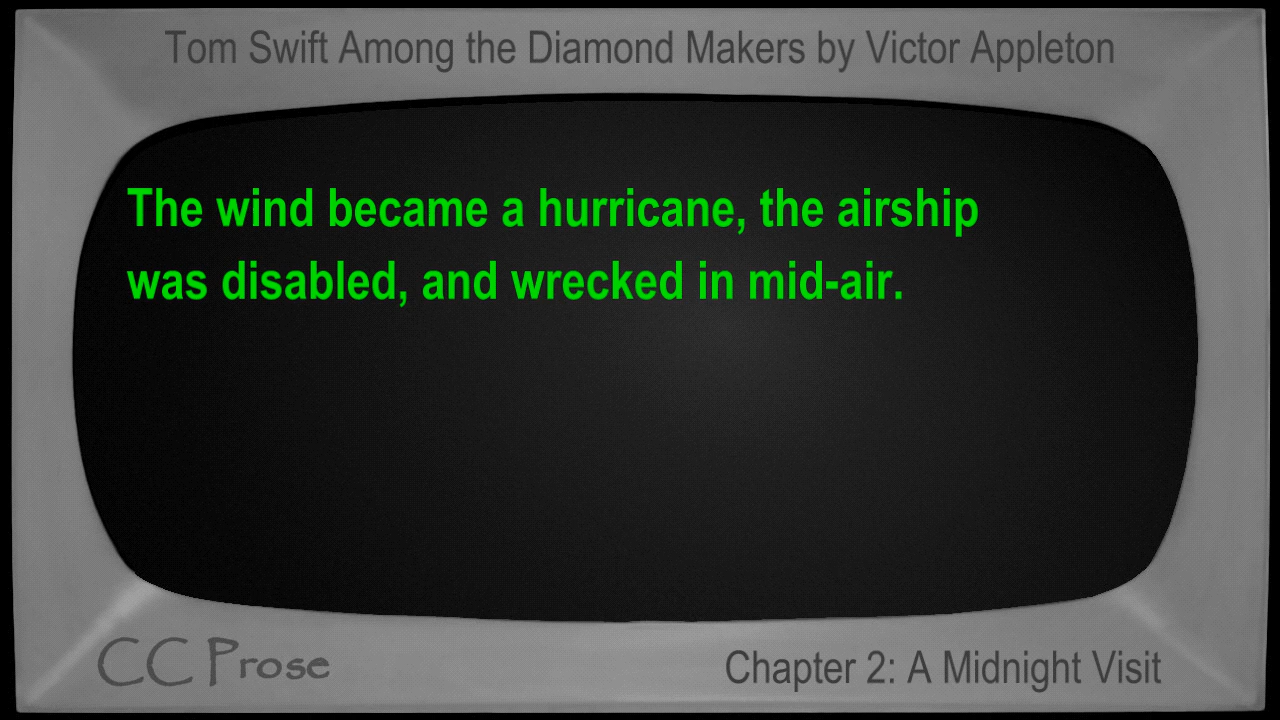 Tom Swift Among the Diamond Makers by Victor Appleton
The wind became a hurricane, the airship
was disabled, and wrecked in mid-air.
CC Prose
Chapter 2: A Midnight Visit